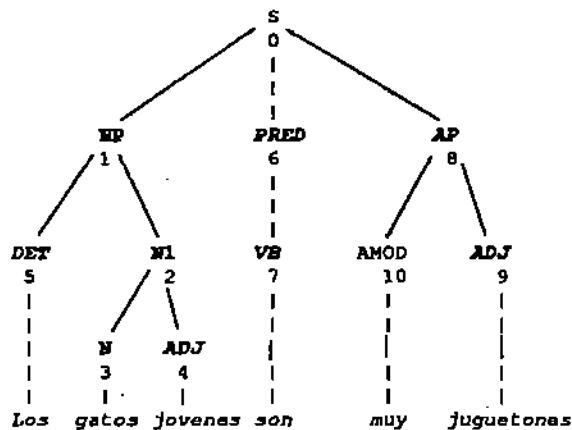 S
0
NP PRED AP
1 6 8
DET N1 VB AMOD ADJ
5 2 7 10 9
N ADJ
3 4
Los gatos jovenes son muy juguetones